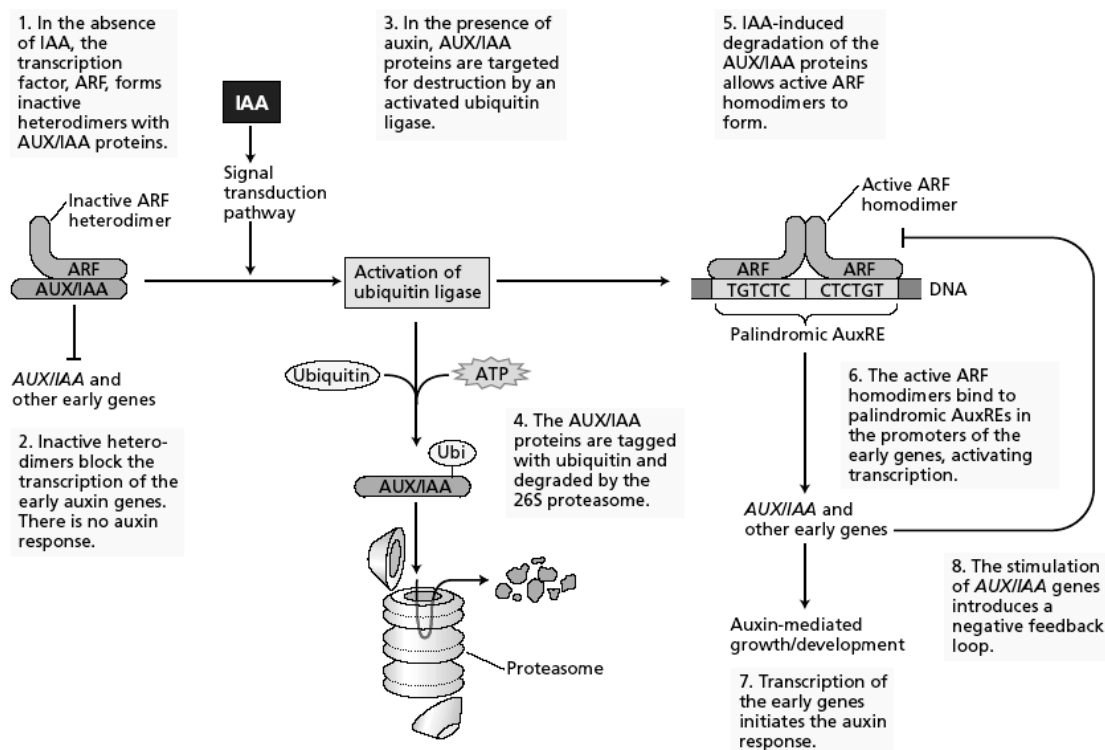 1. In the absence
of IAA, the
transcription
factor, ARF, forms
inactive
heterodimers with
AUX/IAA proteins.
IAA
Signal
transduction
pathway
3. In the presence of
auxin, AUX/IAA
proteins are targeted
for destruction by an
activated ubiquitin
ligase.
5. IAA-induced
degradation of the
AUX/IAA proteins
allows active ARF
homodimers to
form.
Inactive ARF
heterodimer
ARF
AUX/IAA
Activation of
ubiquitin ligase
Active ARF
homodimer
ARF
ARF
TGTCTC
CTCTGT
DNA
Palindromic AuxRE
AUX/IAA and
other early genes
2. Inactive hetero-
dimers block the
transcription of the
early auxin genes.
There is no auxin
response.
Ubiquitin
ATP
Ubi
AUX/IAA
4. The AUX/IAA
proteins are tagged
with ubiquitin and
degraded by the
26S proteasome.
Proteasome
6. The active ARF
homodimers bind to
palindromic AuxREs in
the promoters of the
early genes, activating
transcription.
AUX/IAA and
other early genes
8. The stimulation
of AUX/IAA genes
introduces a
negative feedback
loop.
Auxin-mediated
growth/development
7. Transcription of
the early genes
initiates the auxin
response.